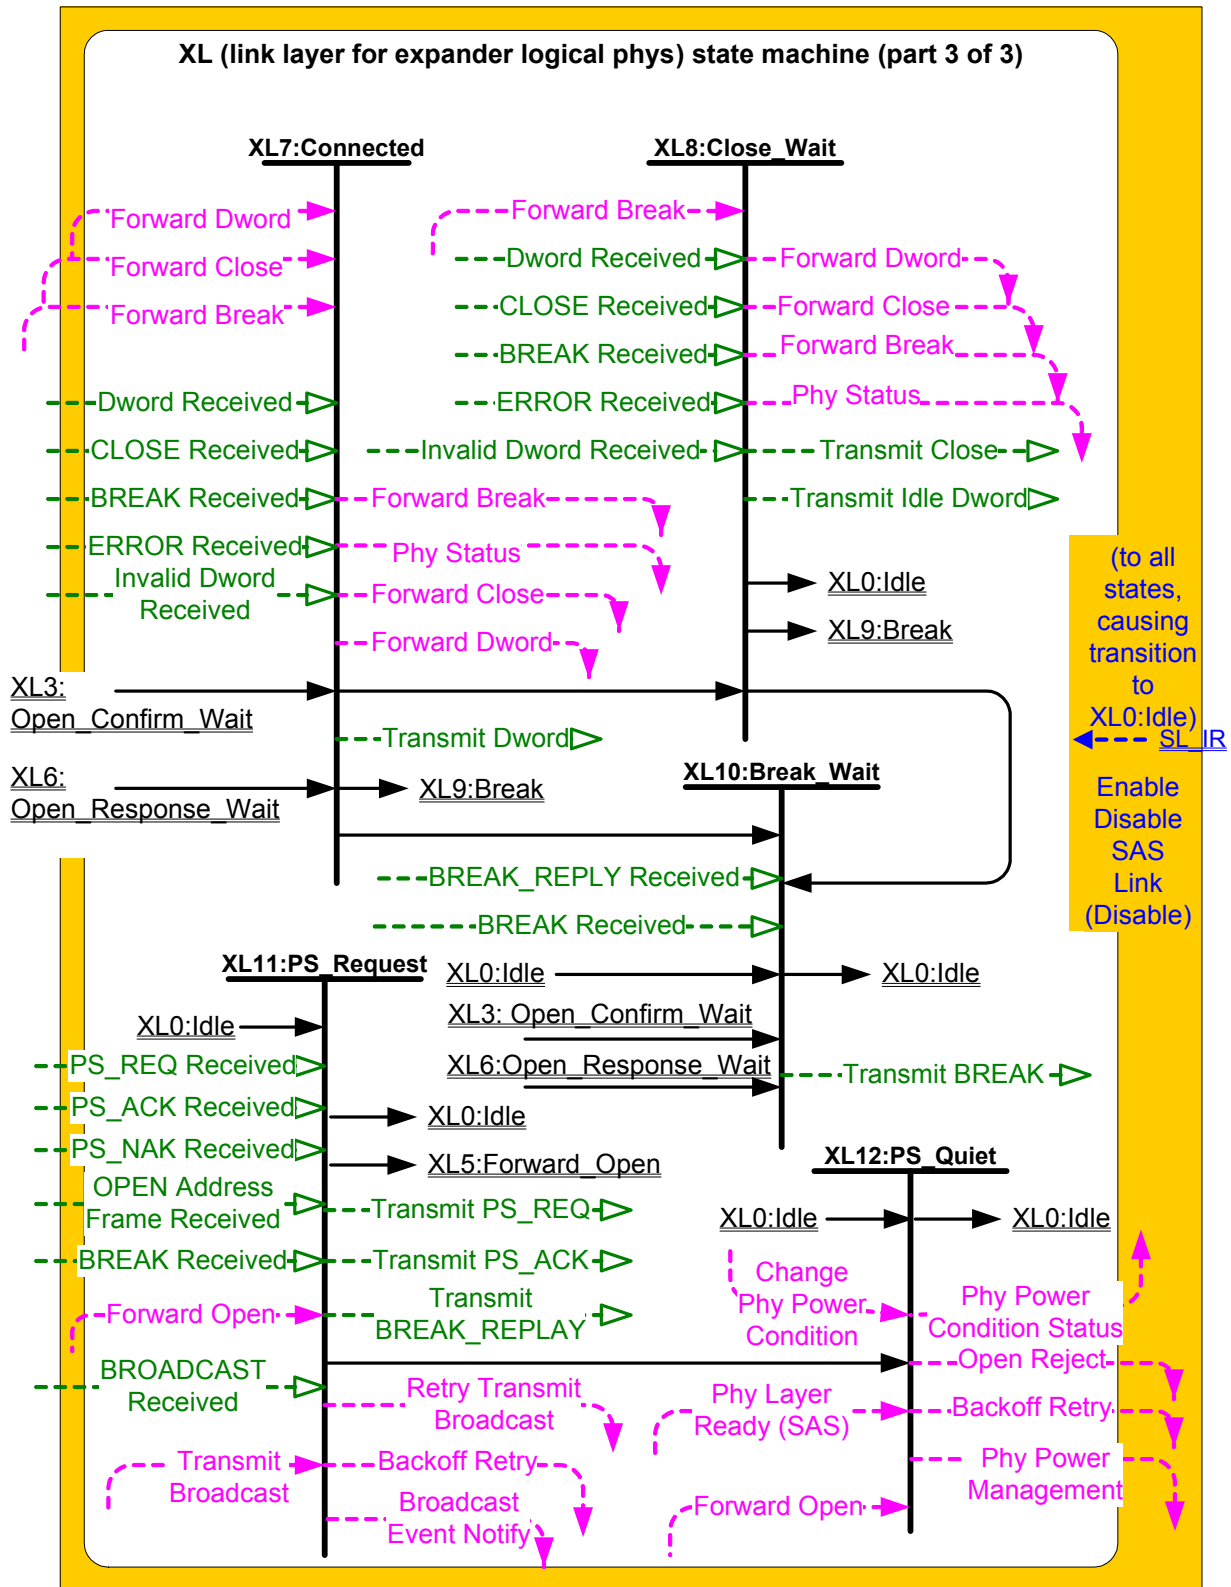 XL (link layer for expander logical phys) state machine (part 3 of 3)
XL7:Connected
Forward Dword
Forward Close
Forward Break
Dword Received
CLOSE Received
BREAK Received
Forward Break
ERROR Received
Phy Status
Invalid Dword
Received
Forward Close
Forward Dword
XL3:
Open_Confirm_Wait
Transmit Dword
XL6:
Open_Response_Wait
XL9:Break
XL8:Close_Wait
Forward Break
Dword Received
Forward Dword
CLOSE Received
Forward Close
BREAK Received
Forward Break
ERROR Received
Phy Status
Invalid Dword Received
Transmit Close
Transmit Idle Dword
XL0:Idle
XL9:Break
(to all
states,
causing
transition
to
XL0:Idle)
SL_IR
Enable
Disable
SAS
Link
(Disable)
XL10:Break_Wait
BREAK_REPLY Received
BREAK Received
XL0:Idle
XL0:Idle
XL3: Open_Confirm_Wait
XL6:Open_Response_Wait
Transmit BREAK
XL11:PS_Request
XL0:Idle
PS_REQ Received
PS_ACK Received
XL0:Idle
PS_NAK Received
XL5:Forward_Open
OPEN Address
Frame Received
Transmit PS_REQ
BREAK Received
Transmit PS_ACK
Forward Open
Transmit
BREAK_REPLAY
BROADCAST
Received
Retry Transmit
Broadcast
Transmit
Broadcast
Backoff Retry
Broadcast
Event Notify
XL12:PS_Quiet
XL0:Idle
XL0:Idle
Change
Phy Power
Condition
Phy Power
Condition Status
Open Reject
Phy Layer
Ready (SAS)
Backoff Retry
Phy Power
Management
Forward Open